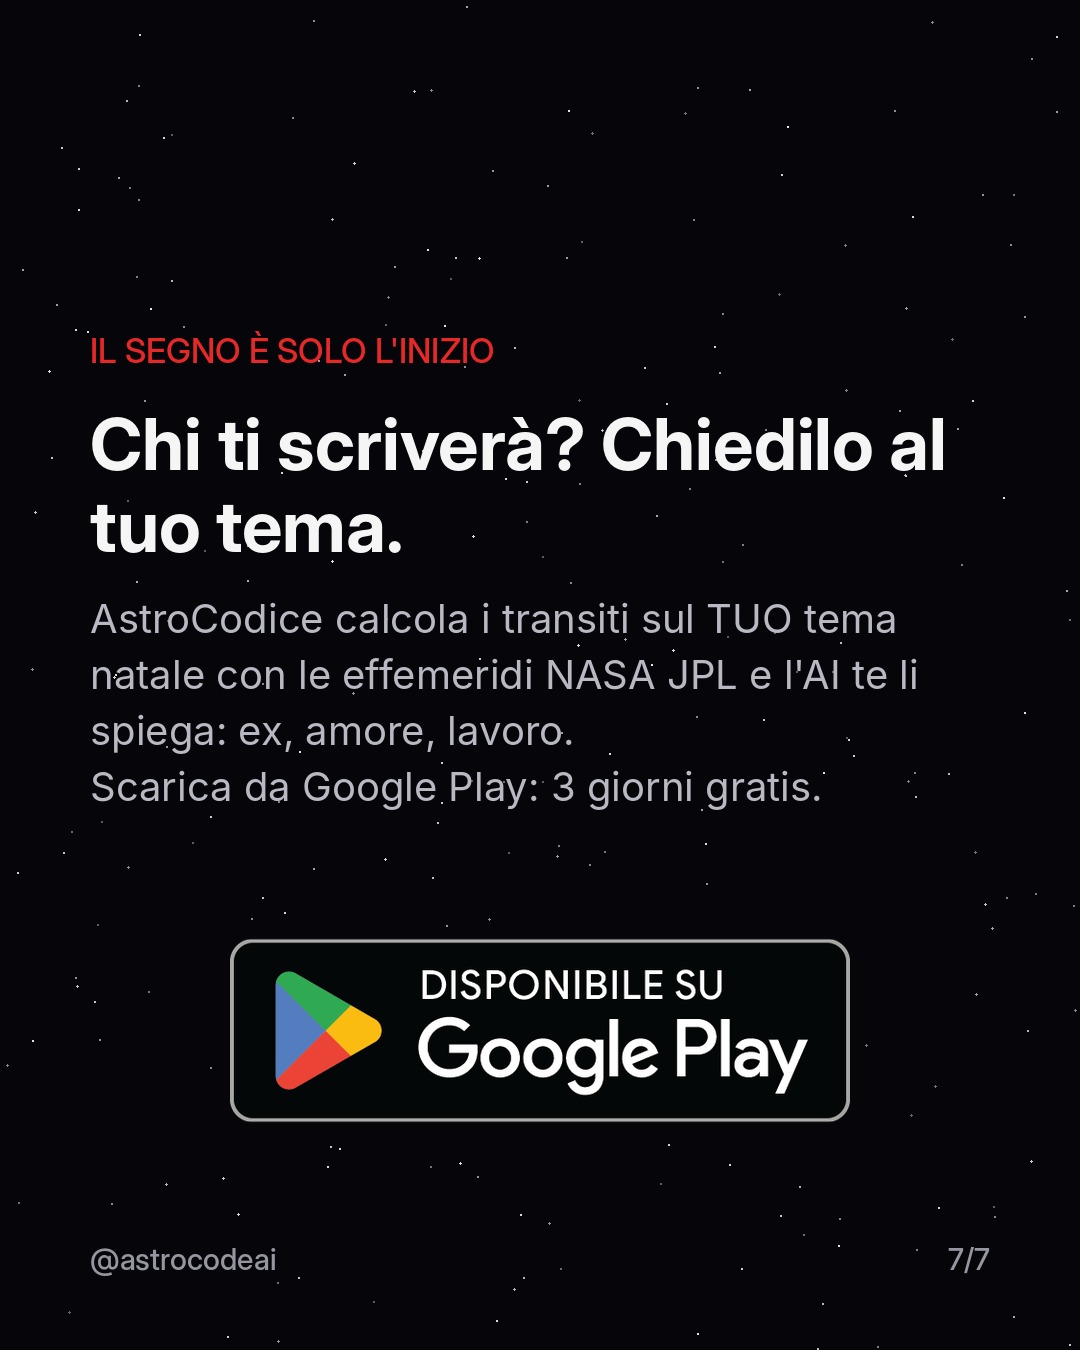 IL SEGNO È SOLO L'INIZIO
Chi ti scriverà? Chiedilo al
tuo tema.
AstroCodice calcola i transiti sul TUO tema
natale con le effemeridi NASA JPL e l'AI te li
spiega: ex, amore, lavoro.
Scarica da Google Play: 3 giorni gratis.
DISPONIBILE SU
Google Play
@astrocodeai
7/7